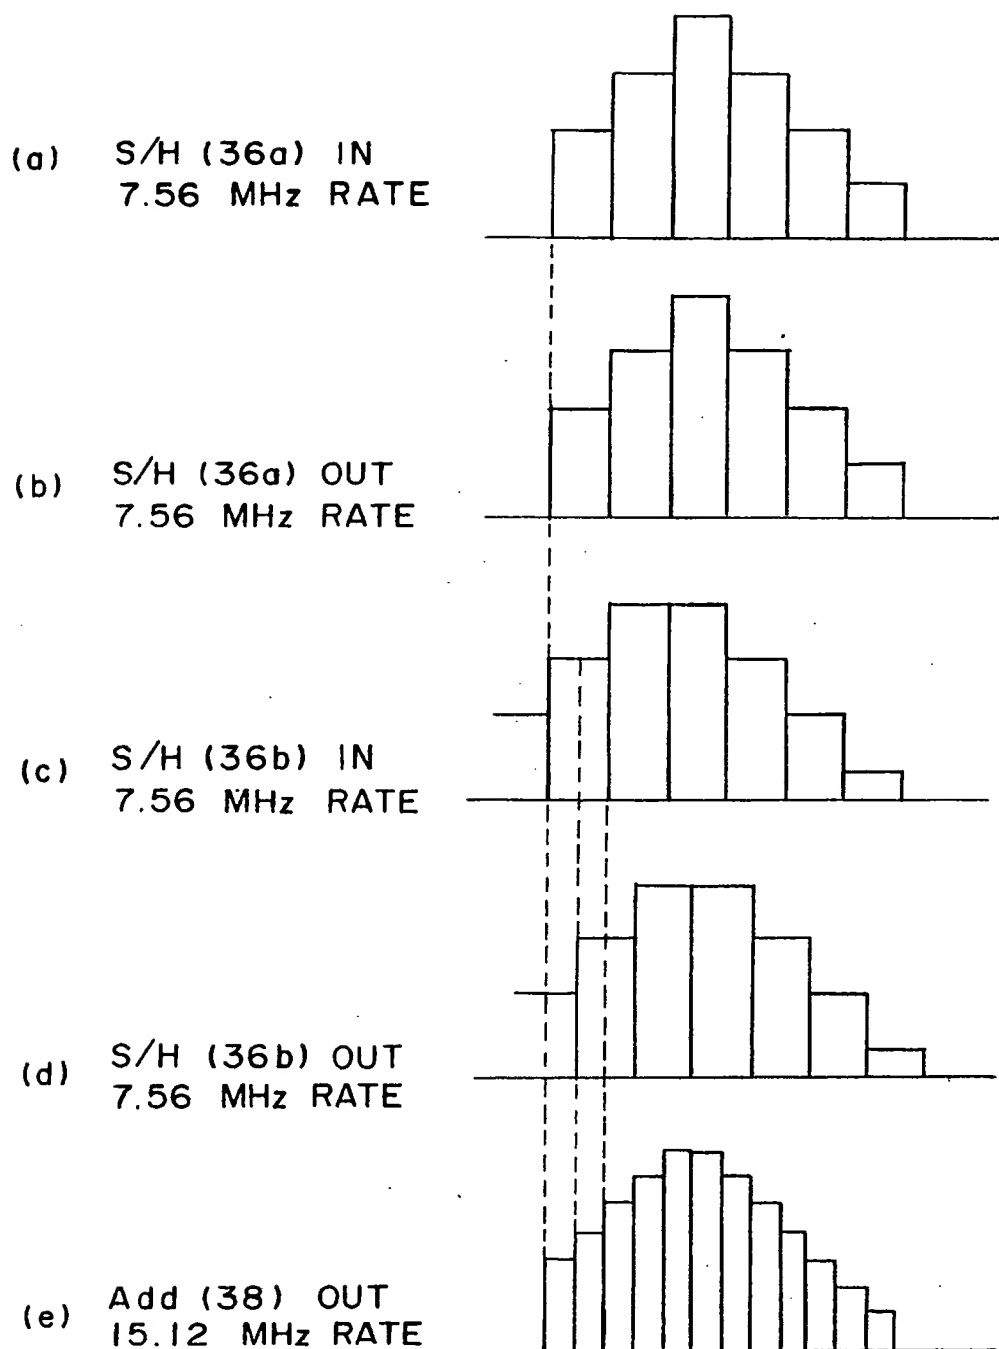 (a) S/H (36a) IN
7.56 MHz RATE
(b) S/H (36a) OUT
7.56 MHz RATE
(c) S/H (36b) IN
7.56 MHz RATE
(d) S/H (36b) OUT
7.56 MHz RATE
(e) Add (38) OUT
15.12 MHz RATE